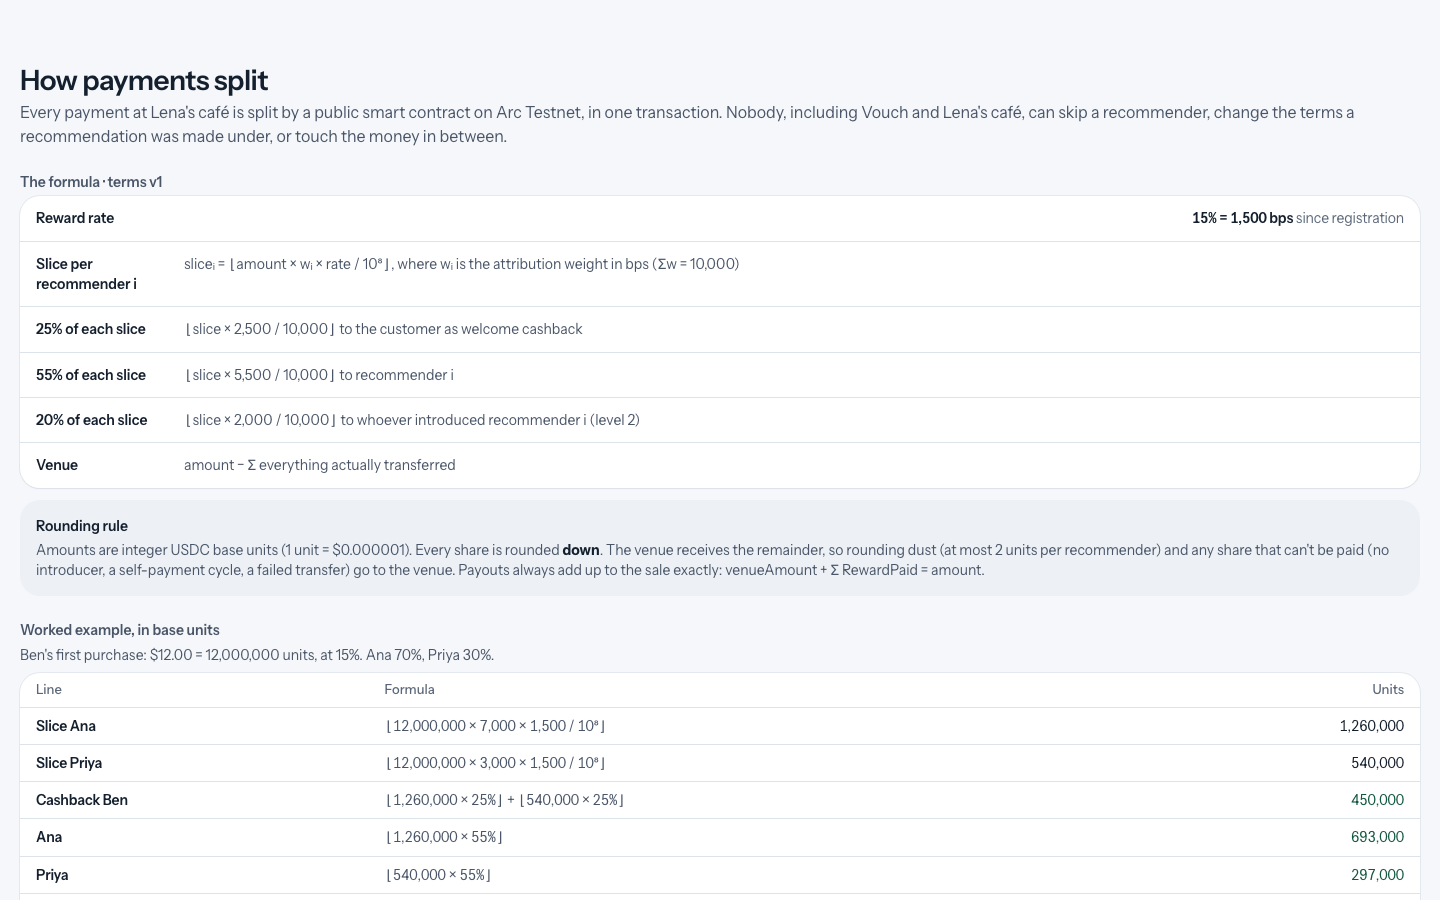 How payments split
Every payment at Lena's café is split by a public smart contract on Arc Testnet, in one transaction. Nobody, including Vouch and Lena's café, can skip a recommender, change the terms a
recommendation was made under, or touch the money in between.
The formula · terms v1
Reward rate 15% = 1,500 bps since registration
Slice per recommender i sliceᵢ = ⌊amount × wᵢ × rate / 10⁸⌋, where wᵢ is the attribution weight in bps (Σw = 10,000)
25% of each slice ⌊slice × 2,500 / 10,000⌋ to the customer as welcome cashback
55% of each slice ⌊slice × 5,500 / 10,000⌋ to recommender i
20% of each slice ⌊slice × 2,000 / 10,000⌋ to whoever introduced recommender i (level 2)
Venue amount − Σ everything actually transferred
Rounding rule
Amounts are integer USDC base units (1 unit = $0.000001). Every share is rounded down. The venue receives the remainder, so rounding dust (at most 2 units per recommender) and any share that can't be paid (no
introducer, a self-payment cycle, a failed transfer) go to the venue. Payouts always add up to the sale exactly: venueAmount + Σ RewardPaid = amount.
Worked example, in base units
Ben's first purchase: $12.00 = 12,000,000 units, at 15%. Ana 70%, Priya 30%.
Line Formula Units
Slice Ana ⌊12,000,000 × 7,000 × 1,500 / 10⁸⌋ 1,260,000
Slice Priya ⌊12,000,000 × 3,000 × 1,500 / 10⁸⌋ 540,000
Cashback Ben ⌊1,260,000 × 25%⌋ + ⌊540,000 × 25%⌋ 450,000
Ana ⌊1,260,000 × 55%⌋ 693,000
Priya ⌊540,000 × 55%⌋ 297,000